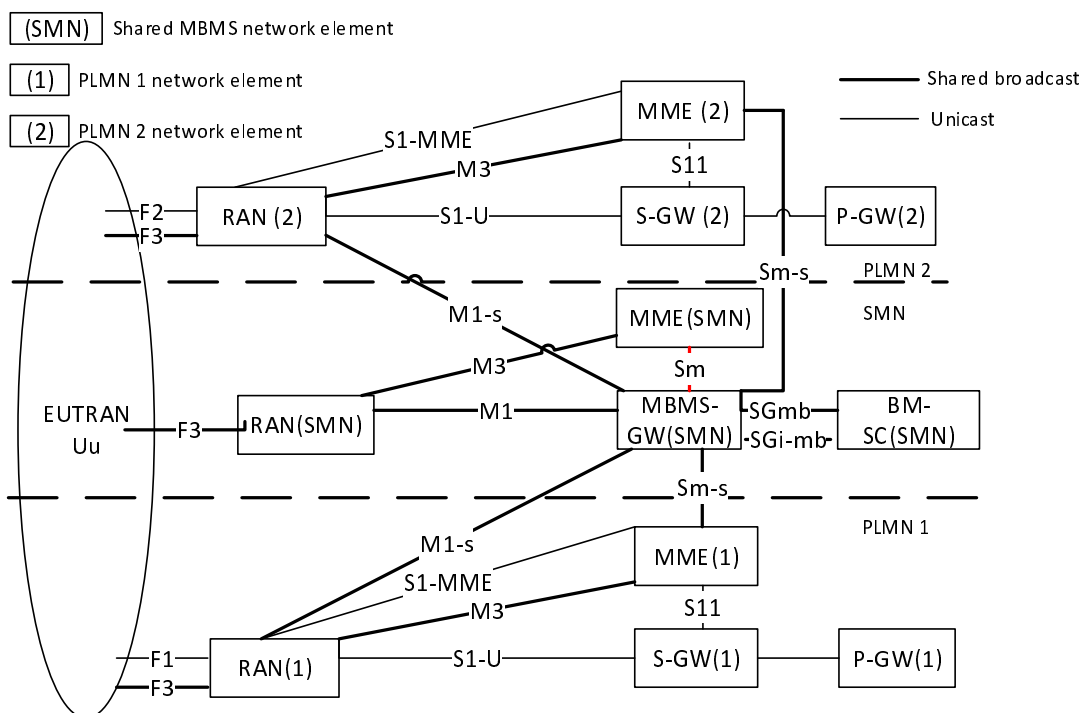 (SMN) Shared MBMS network element
(1) PLMN 1 network element
(2) PLMN 2 network element
Shared broadcast
Unicast
MME (2)
S1-MME
M3
S11
F2
F3
RAN (2)
S1-U
S-GW (2)
P-GW(2)
Sm-s
PLMN 2
SMN
M1-s
MME(SMN)
M3
Sm
EUTRAN
Uu
F3
RAN(SMN)
M1
MBMS-
GW(SMN)
SGmb
SGi-mb
BM-
SC(SMN)
Sm-s
PLMN 1
M1-s
MME(1)
S1-MME
M3
S11
F1
F3
RAN(1)
S1-U
S-GW(1)
P-GW(1)